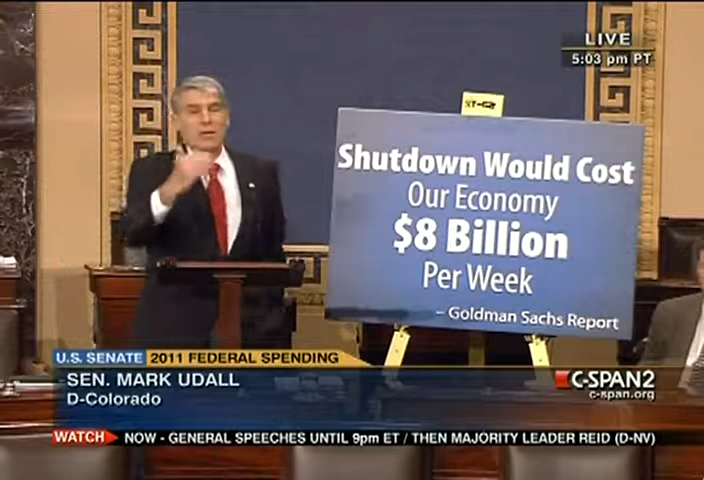 LIVE
5:03 pm PT
ST-62
Shutdown Would Cost
Our Economy
$8 Billion
Per Week
– Goldman Sachs Report
U.S. SENATE 2011 FEDERAL SPENDING
SEN. MARK UDALL
D-Colorado
C-SPAN2
c-span.org
WATCH NOW - GENERAL SPEECHES UNTIL 9pm ET / THEN MAJORITY LEADER REID (D-NV)